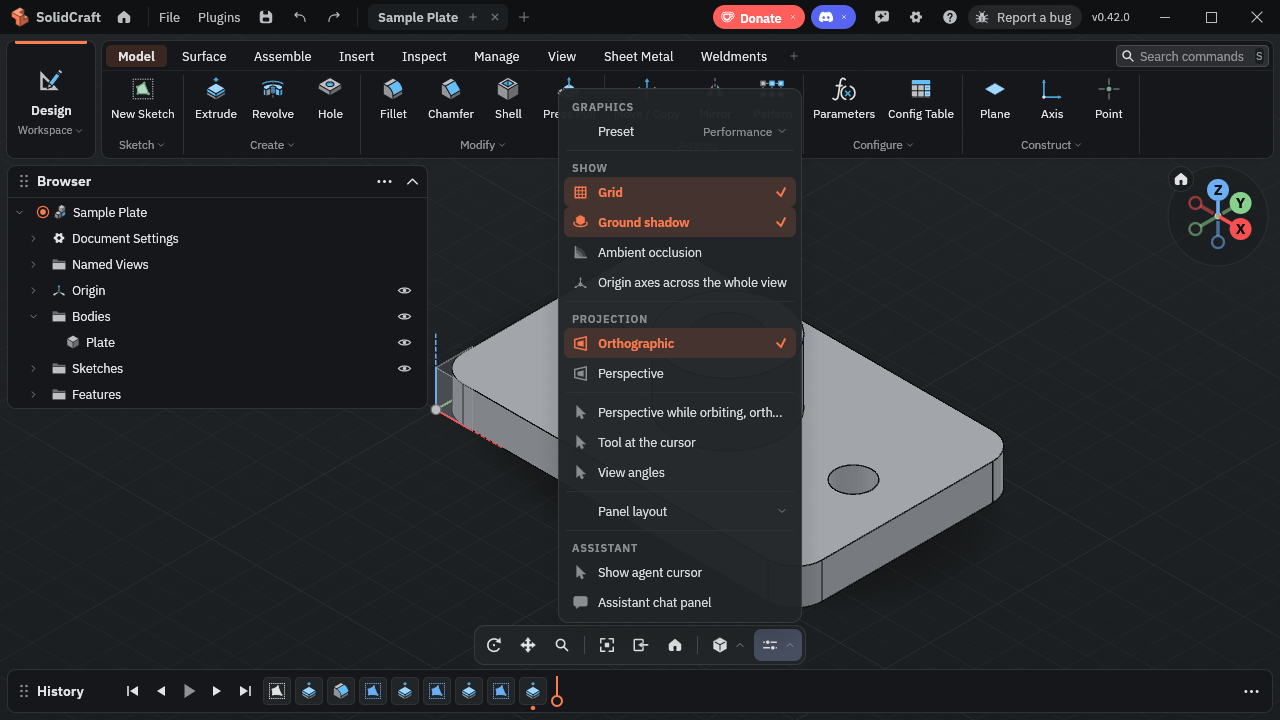 SolidCraft
File
Plugins
Sample Plate
Donate
Report a bug
v0.42.0
Design
Workspace
Model
Surface
Assemble
Insert
Inspect
Manage
View
Sheet Metal
Weldments
Search commands
S
New Sketch
Extrude
Revolve
Hole
Fillet
Chamfer
Shell
Parameters
Config Table
Plane
Axis
Point
Sketch
Create
Modify
Configure
Construct
Browser
Sample Plate
Document Settings
Named Views
Origin
Bodies
Plate
Sketches
Features
GRAPHICS
Preset
Performance
SHOW
Grid
Ground shadow
Ambient occlusion
Origin axes across the whole view
PROJECTION
Orthographic
Perspective
Perspective while orbiting, orth...
Tool at the cursor
View angles
Panel layout
ASSISTANT
Show agent cursor
Assistant chat panel
Z
Y
X
History